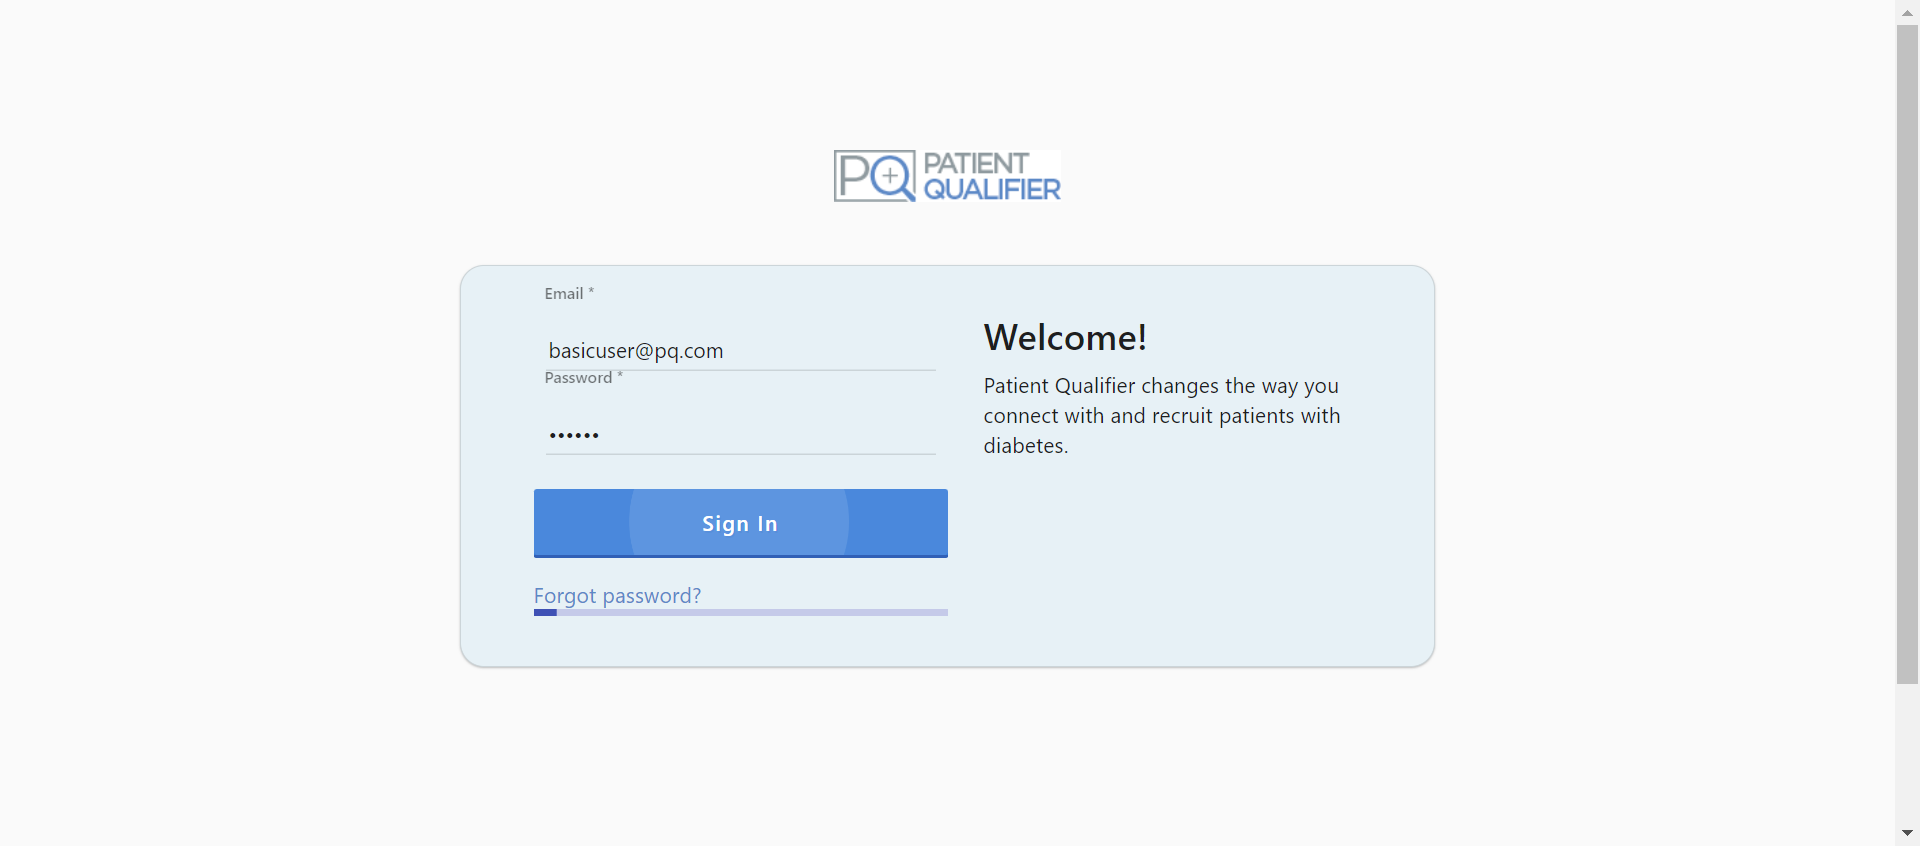 PQ PATIENT
QUALIFIER
Email *
basicuser@pq.com
Password *
••••••
Sign In
Forgot password?
Welcome!
Patient Qualifier changes the way you
connect with and recruit patients with
diabetes.